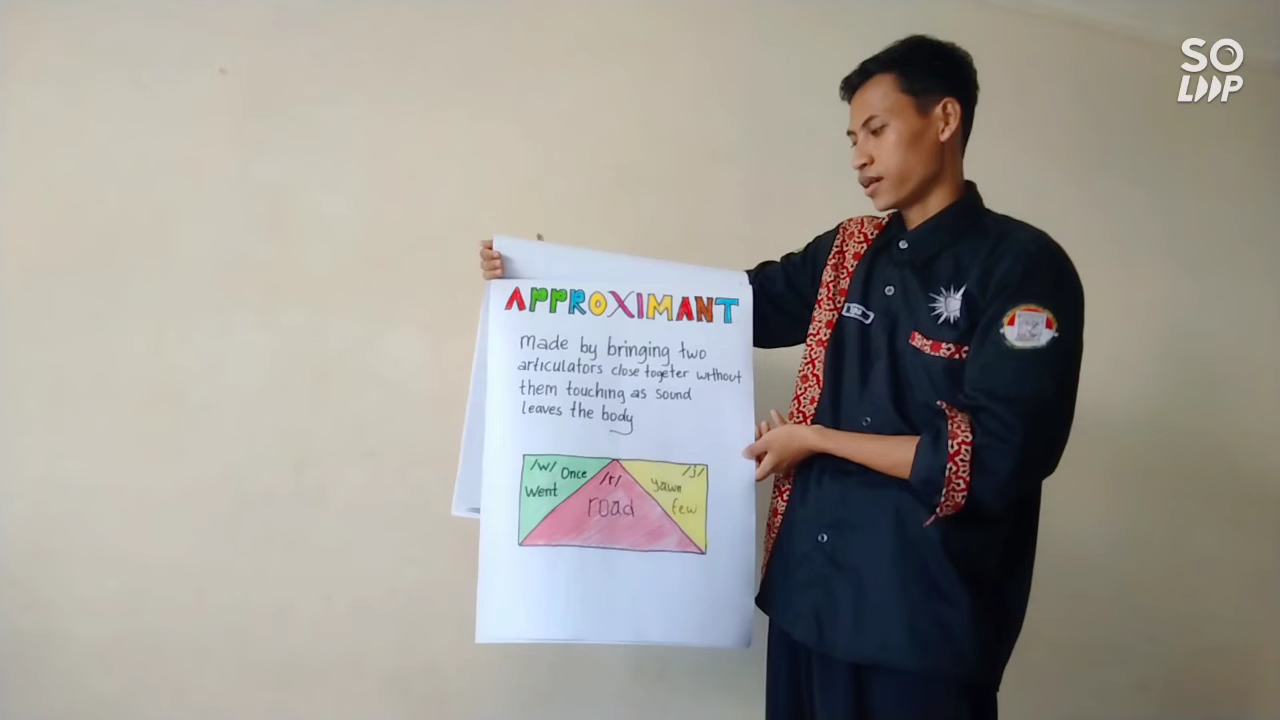 SO
LOOP
APPROXIMANT
Made by bringing two
articulators close togeter without
them touching as sound
leaves the body
/w/ Once
Went
/r/
road
/j/
yawn
few